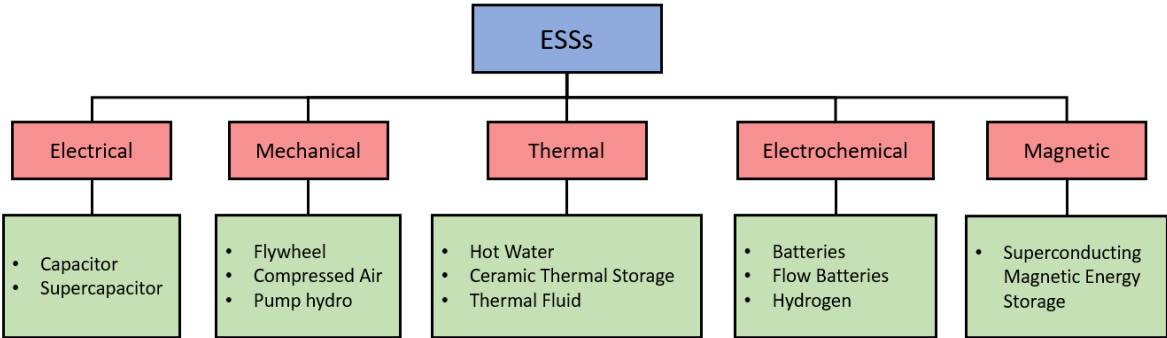 ESSs
Electrical
Mechanical
Thermal
Electrochemical
Magnetic
• Capacitor
• Supercapacitor
• Flywheel
• Compressed Air
• Pump hydro
• Hot Water
• Ceramic Thermal Storage
• Thermal Fluid
• Batteries
• Flow Batteries
• Hydrogen
• Superconducting
Magnetic Energy
Storage